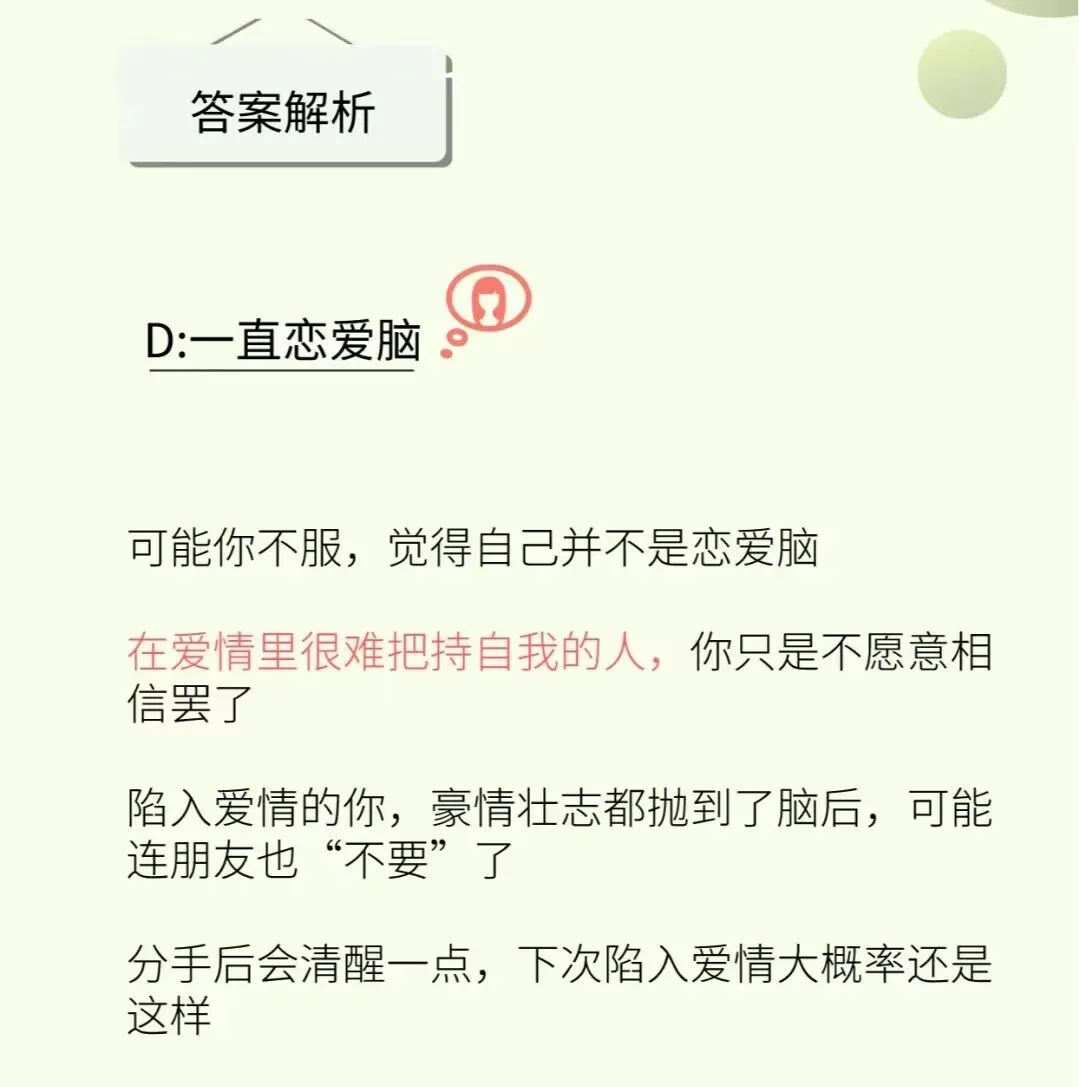 答案解析
D:一直恋爱脑
可能你不服，觉得自己并不是恋爱脑
在爱情里很难把持自我的人，你只是不愿意相
信罢了
陷入爱情的你，豪情壮志都抛到了脑后，可能
连朋友也“不要”了
分手后会清醒一点，下次陷入爱情大概率还是
这样